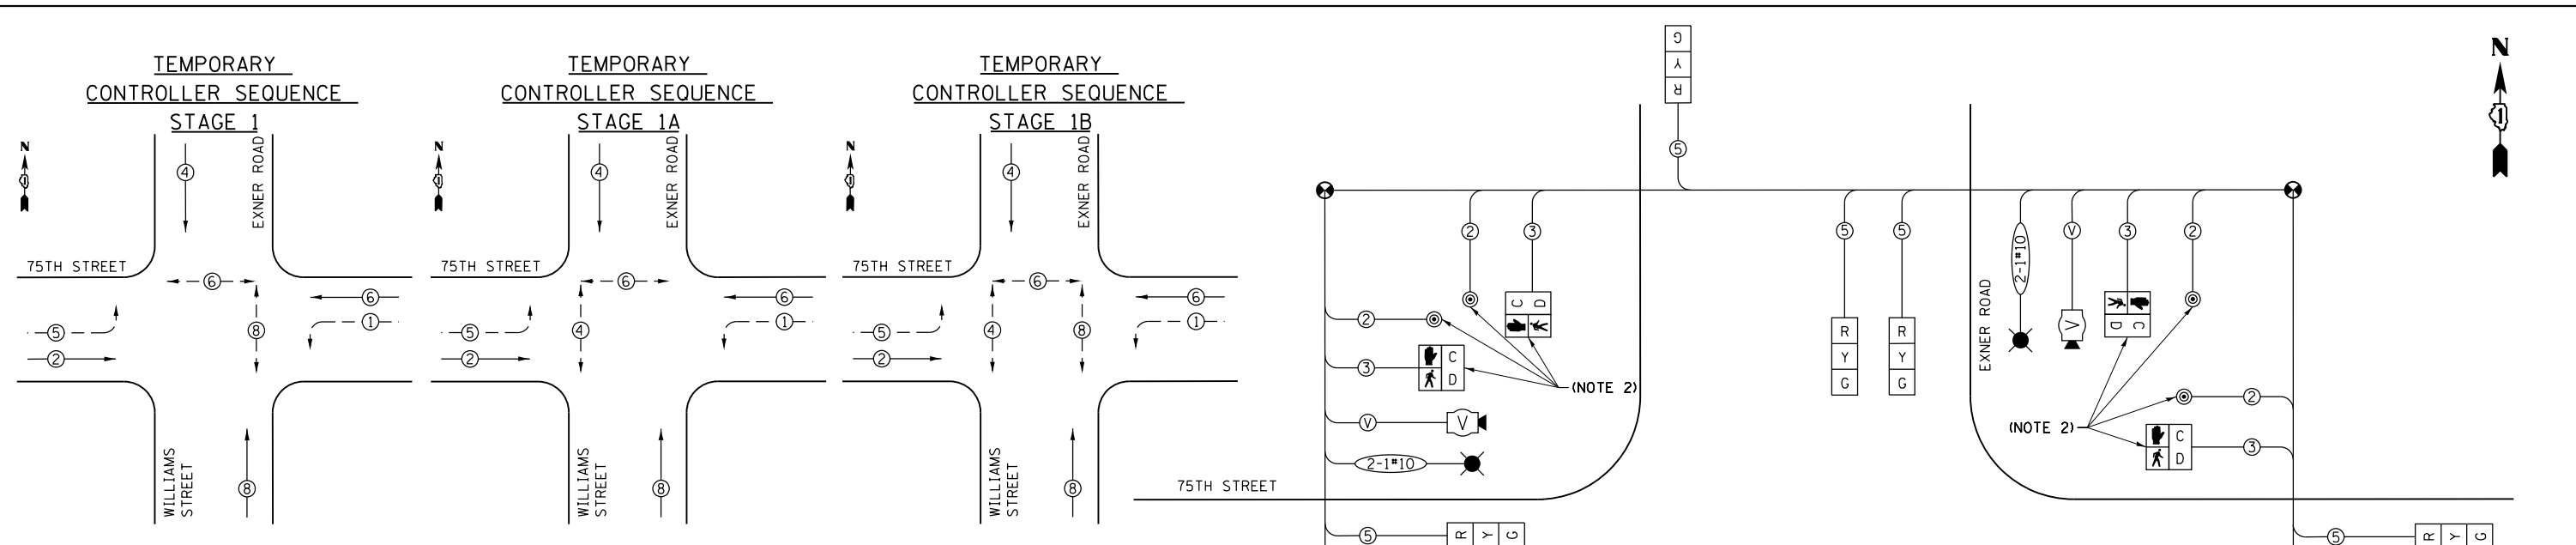 TEMPORARY
CONTROLLER SEQUENCE
STAGE 1
N
EXNER ROAD
4
75TH STREET
6
6
1
5
8
2
WILLIAMS
STREET
8
TEMPORARY
CONTROLLER SEQUENCE
STAGE 1A
N
EXNER ROAD
4
75TH STREET
6
6
1
5
4
2
WILLIAMS
STREET
8
TEMPORARY
CONTROLLER SEQUENCE
STAGE 1B
N
EXNER ROAD
4
75TH STREET
6
6
1
5
4
8
2
WILLIAMS
STREET
8
G
Y
R
5
N
2
3
5
5
2-1#10
V
3
2
C D
2
3
C
D
(NOTE 2)
V
V
2-1#10
75TH STREET
5
R Y G
R
Y
G
R
Y
G
EXNER ROAD
V
D C
(NOTE 2)
2
C
D
3
5
R Y G